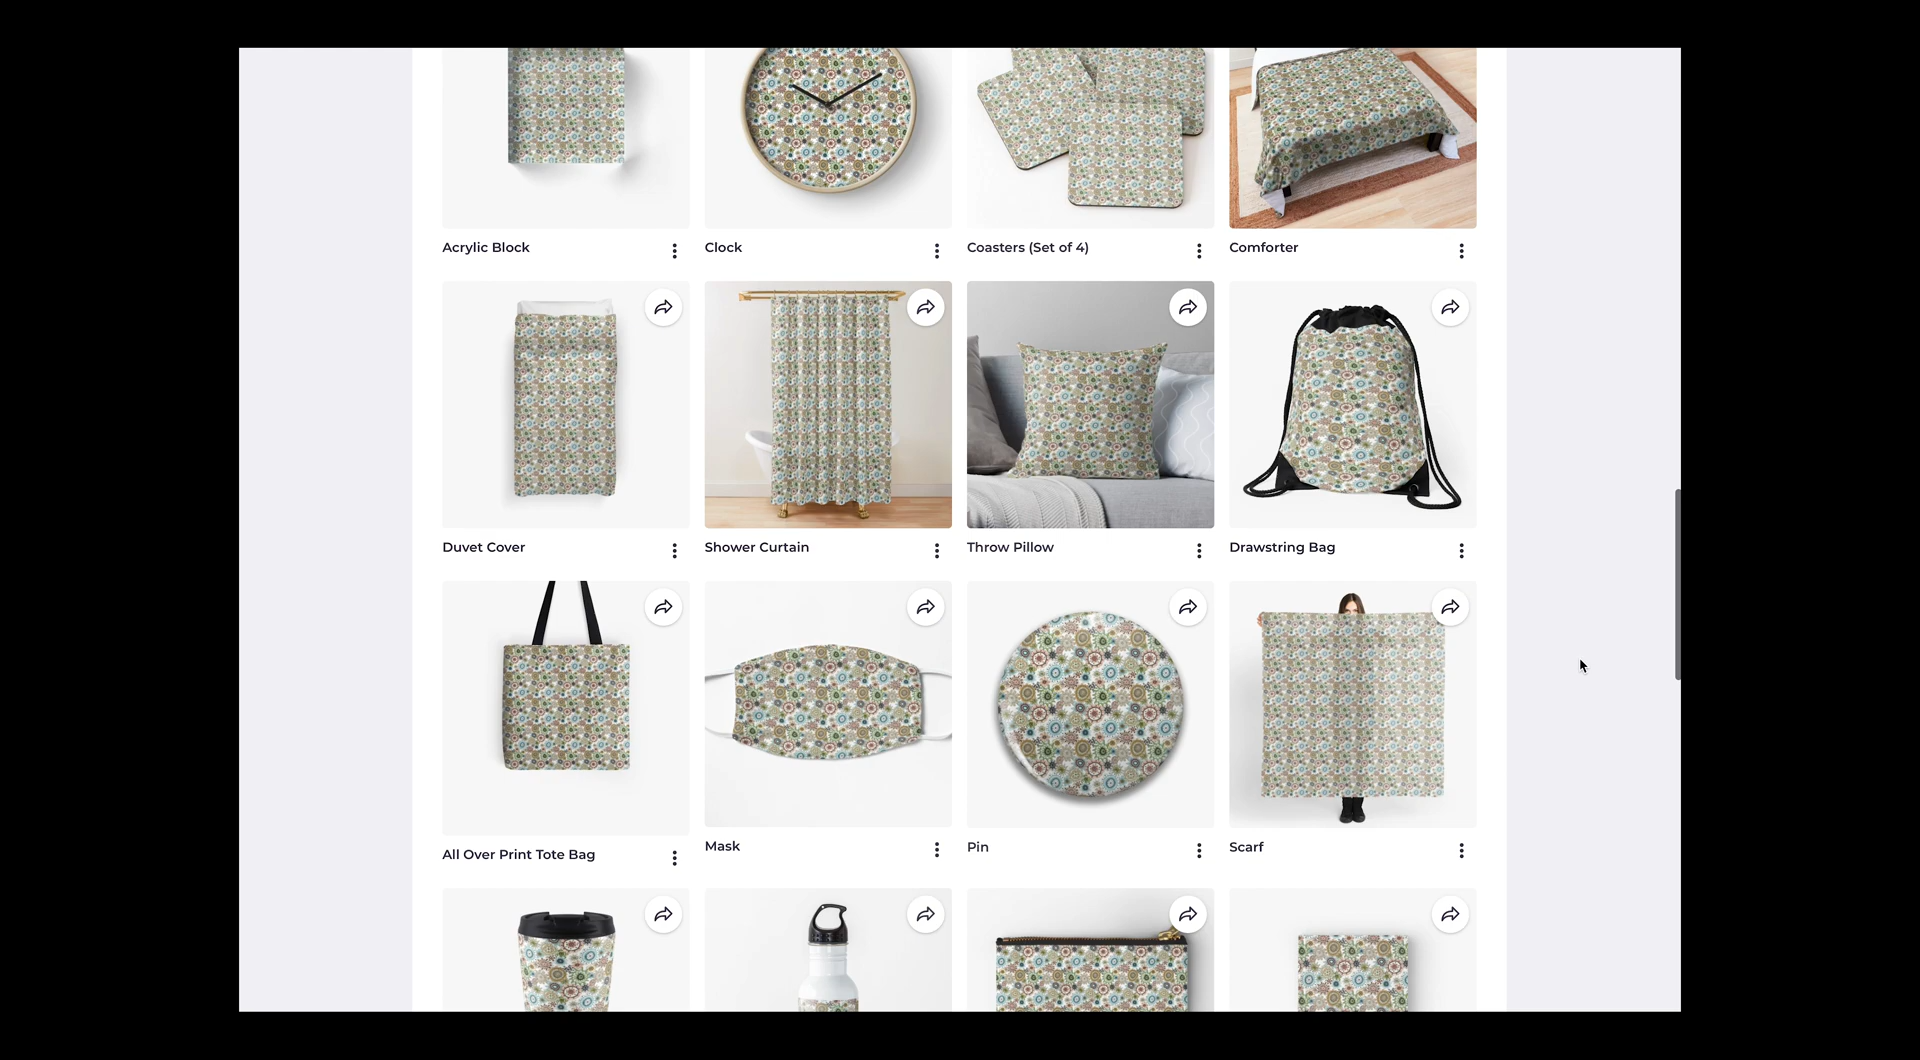 Acrylic Block
Clock
Coasters (Set of 4)
Comforter
Duvet Cover
Shower Curtain
Throw Pillow
Drawstring Bag
All Over Print Tote Bag
Mask
Pin
Scarf